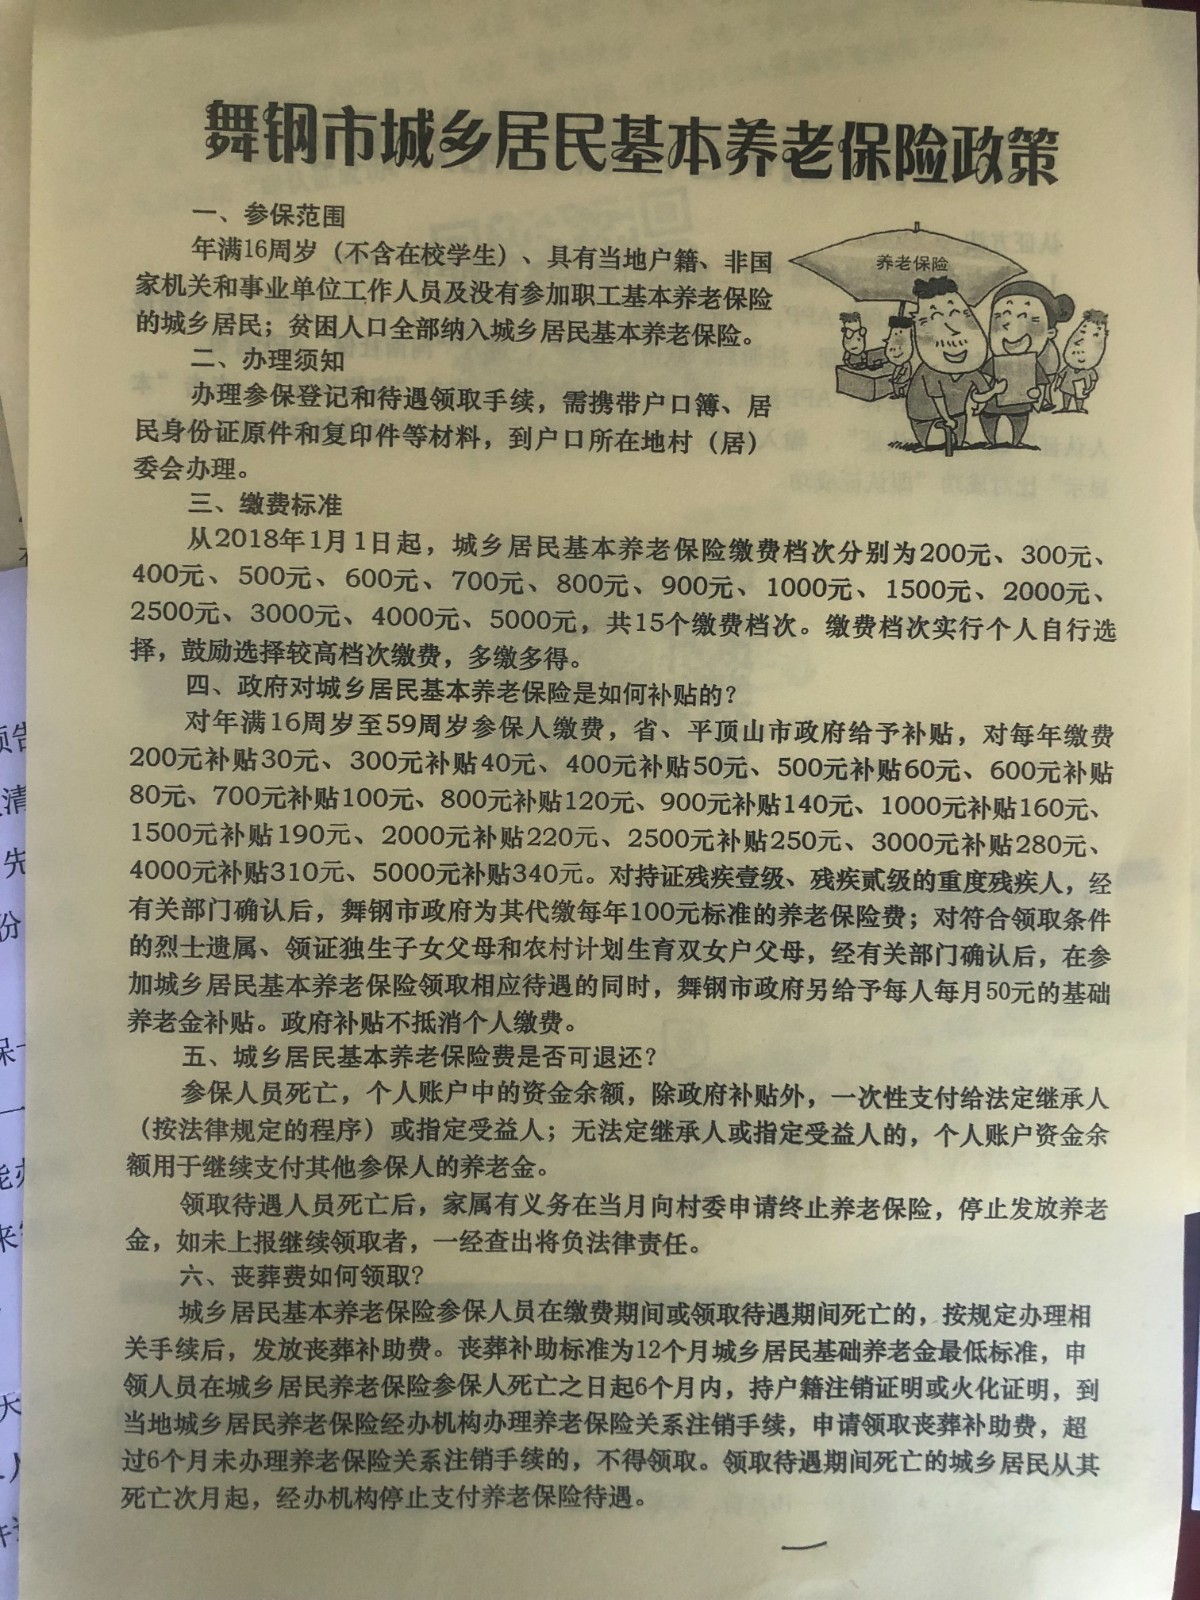 舞钢市城乡居民基本养老保险政策
一、参保范围
年满16周岁（不含在校学生）、具有当地户籍、非国
家机关和事业单位工作人员及没有参加职工基本养老保险
的城乡居民；贫困人口全部纳入城乡居民基本养老保险。
养老保险
二、办理须知
办理参保登记和待遇领取手续，需携带户口簿、居
民身份证原件和复印件等材料，到户口所在地村（居）
委会办理。
三、缴费标准
从2018年1月1日起，城乡居民基本养老保险缴费档次分别为200元、300元、
400元、500元、600元、700元、800元、900元、1000元、1500元、2000元、
2500元、3000元、4000元、5000元，共15个缴费档次。缴费档次实行个人自行选
择，鼓励选择较高档次缴费，多缴多得。
四、政府对城乡居民基本养老保险是如何补贴的？
对年满16周岁至59周岁参保人缴费，省、平顶山市政府给予补贴，对每年缴费
200元补贴30元、300元补贴40元、400元补贴50元、500元补贴60元、600元补贴
80元、700元补贴100元、800元补贴120元、900元补贴140元、1000元补贴160元、
1500元补贴190元、2000元补贴220元、2500元补贴250元、3000元补贴280元、
4000元补贴310元、5000元补贴340元。对持证残疾壹级、残疾贰级的重度残疾人，经
有关部门确认后，舞钢市政府为其代缴每年100元标准的养老保险费；对符合领取条件
的烈士遗属、领证独生子女父母和农村计划生育双女户父母，经有关部门确认后，在参
加城乡居民基本养老保险领取相应待遇的同时，舞钢市政府另给予每人每月50元的基础
养老金补贴。政府补贴不抵消个人缴费。
五、城乡居民基本养老保险费是否可退还？
参保人员死亡，个人账户中的资金余额，除政府补贴外，一次性支付给法定继承人
（按法律规定的程序）或指定受益人；无法定继承人或指定受益人的，个人账户资金余
额用于继续支付其他参保人的养老金。
领取待遇人员死亡后，家属有义务在当月向村委申请终止养老保险，停止发放养老
金，如未上报继续领取者，一经查出将负法律责任。
六、丧葬费如何领取？
城乡居民基本养老保险参保人员在缴费期间或领取待遇期间死亡的，按规定办理相
关手续后，发放丧葬补助费。丧葬补助标准为12个月城乡居民基础养老金最低标准，申
领人员在城乡居民养老保险参保人死亡之日起6个月内，持户籍注销证明或火化证明，到
当地城乡居民养老保险经办机构办理养老保险关系注销手续，申请领取丧葬补助费，超
过6个月未办理养老保险关系注销手续的，不得领取。领取待遇期间死亡的城乡居民从其
死亡次月起，经办机构停止支付养老保险待遇。
一